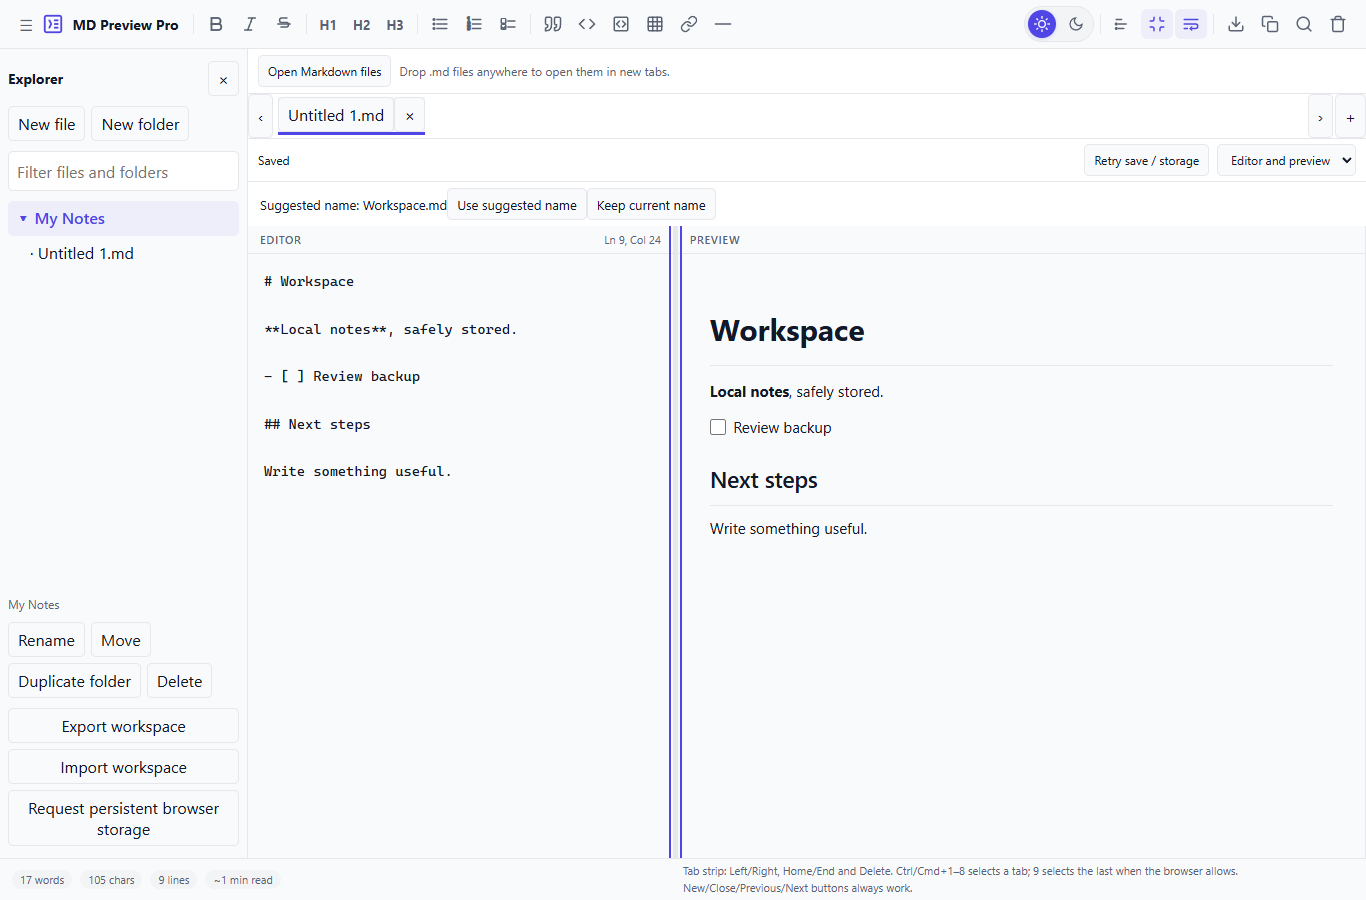 MD Preview Pro
B I S H1 H2 H3
Explorer ×
New file New folder
Filter files and folders
My Notes
· Untitled 1.md
My Notes
Rename Move
Duplicate folder Delete
Export workspace
Import workspace
Request persistent browser
storage
Open Markdown files Drop .md files anywhere to open them in new tabs.
‹ Untitled 1.md × › +
Saved Retry save / storage Editor and preview
Suggested name: Workspace.md Use suggested name Keep current name
EDITOR Ln 9, Col 24
# Workspace
**Local notes**, safely stored.
- [ ] Review backup
## Next steps
Write something useful.
PREVIEW
Workspace
Local notes, safely stored.
Review backup
Next steps
Write something useful.
17 words 105 chars 9 lines ~1 min read
Tab strip: Left/Right, Home/End and Delete. Ctrl/Cmd+1–8 selects a tab; 9 selects the last when the browser allows.
New/Close/Previous/Next buttons always work.